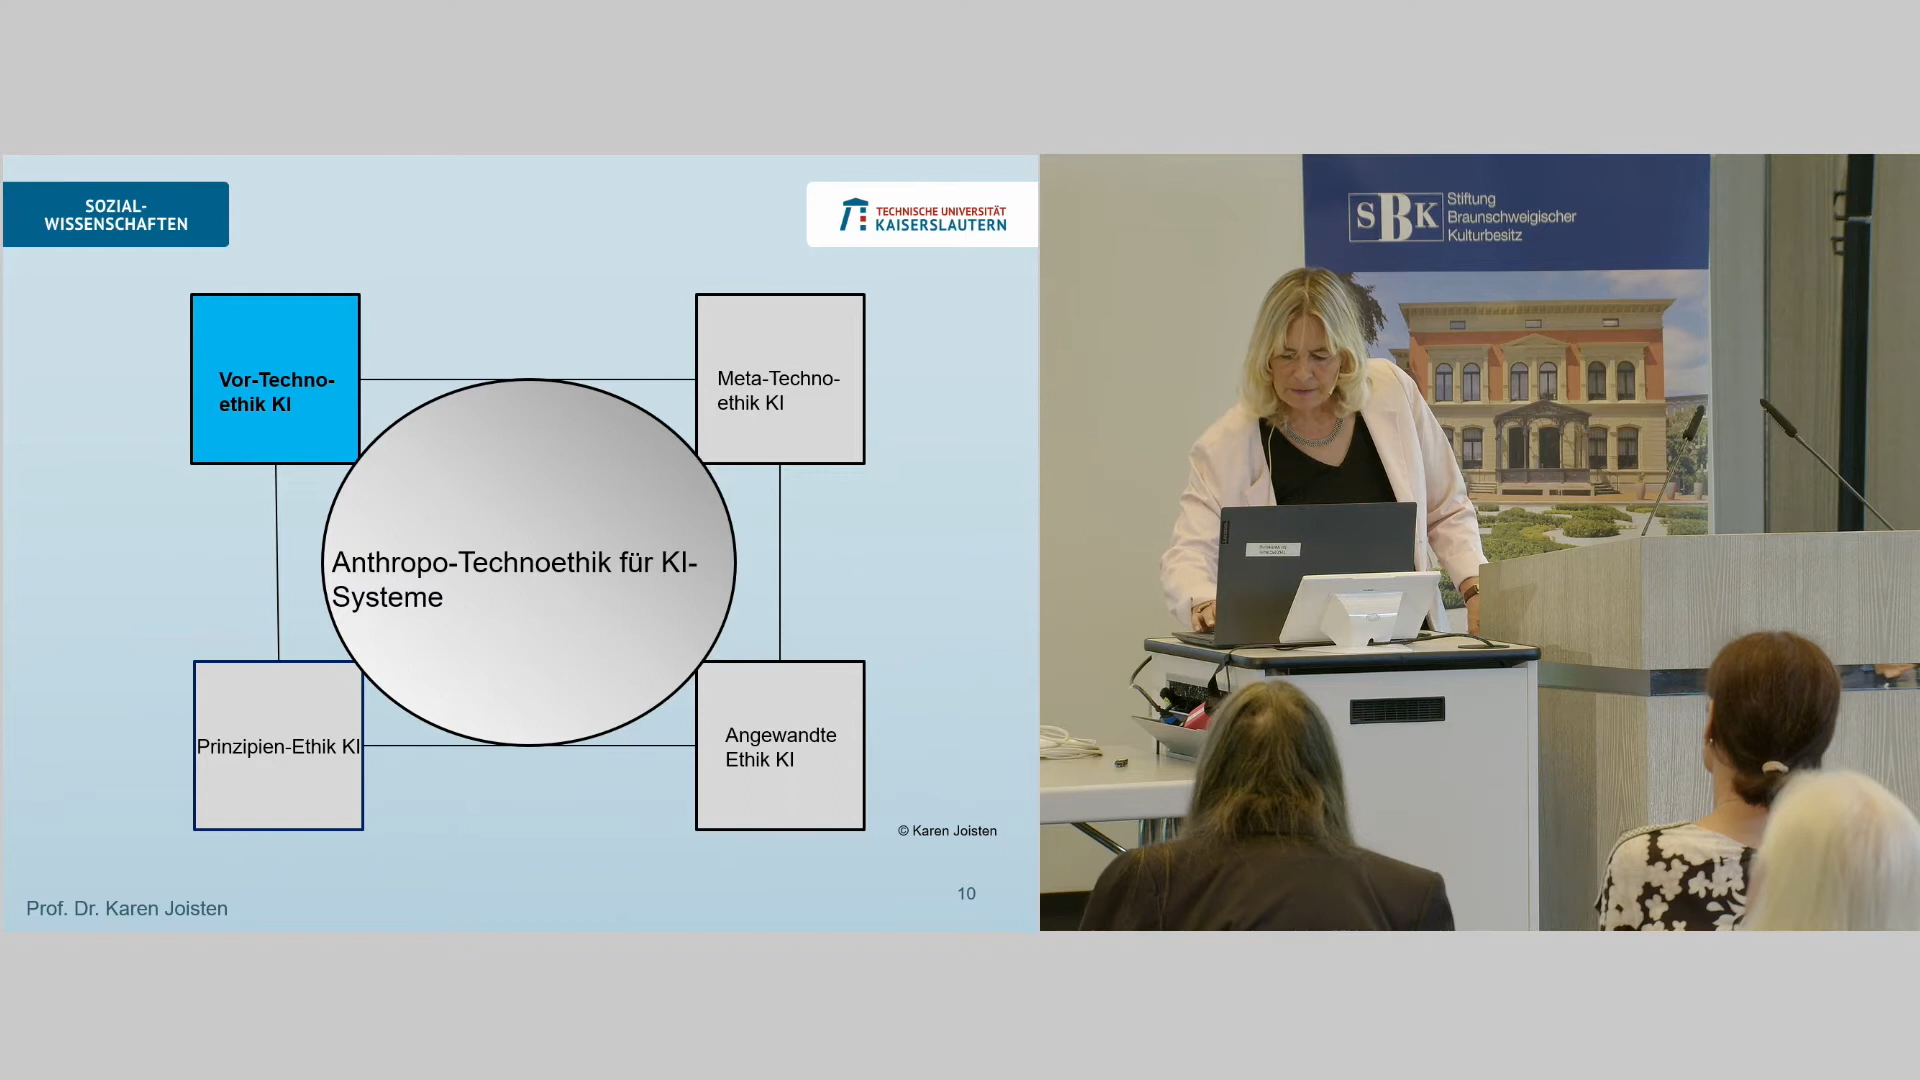 SOZIAL-
WISSENSCHAFTEN
TECHNISCHE UNIVERSITÄT
KAISERSLAUTERN
Vor-Techno-
ethik KI
Meta-Techno-
ethik KI
Anthropo-Technoethik für KI-
Systeme
Prinzipien-Ethik KI
Angewandte
Ethik KI
© Karen Joisten
10
Prof. Dr. Karen Joisten
SBK
Stiftung
Braunschweigischer
Kulturbesitz